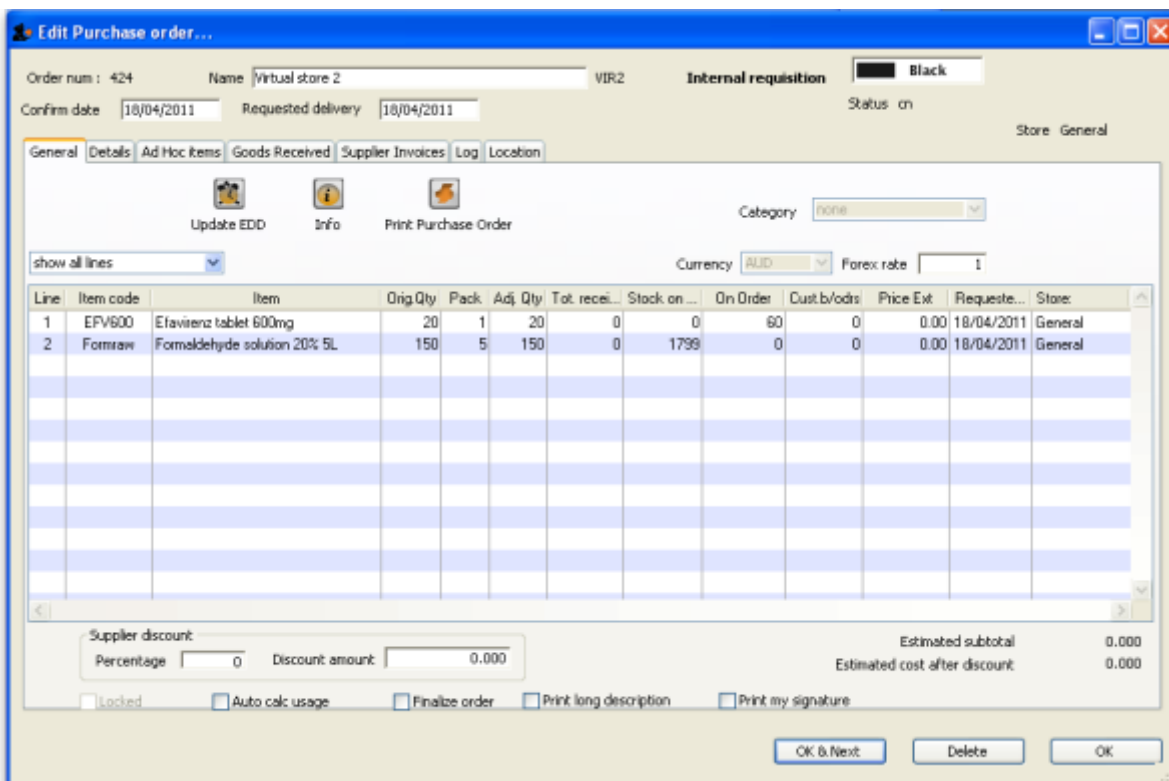 Edit Purchase order...
Order num : 424 Name Virtual store 2 VIR2 Internal requisition Black
Confirm date 18/04/2011 Requested delivery 18/04/2011 Status cn
Store General
General Details Ad Hoc items Goods Received Supplier Invoices Log Location
Update EDD Info Print Purchase Order
Category none
show all lines Currency AUD Forex rate 1
Line Item code Item Orig.Qty Pack Adj. Qty Tot. recei... Stock on ... On Order Cust.b/odrs Price Ext Requeste... Store:
1 EFV600 Efavirenz tablet 600mg 20 1 20 0 0 60 0 0.00 18/04/2011 General
2 Formraw Formaldehyde solution 20% 5L 150 5 150 0 1799 0 0 0.00 18/04/2011 General
Supplier discount
Percentage 0 Discount amount 0.000
Estimated subtotal 0.000
Estimated cost after discount 0.000
Locked Auto calc usage Finalize order Print long description Print my signature
OK & Next Delete OK